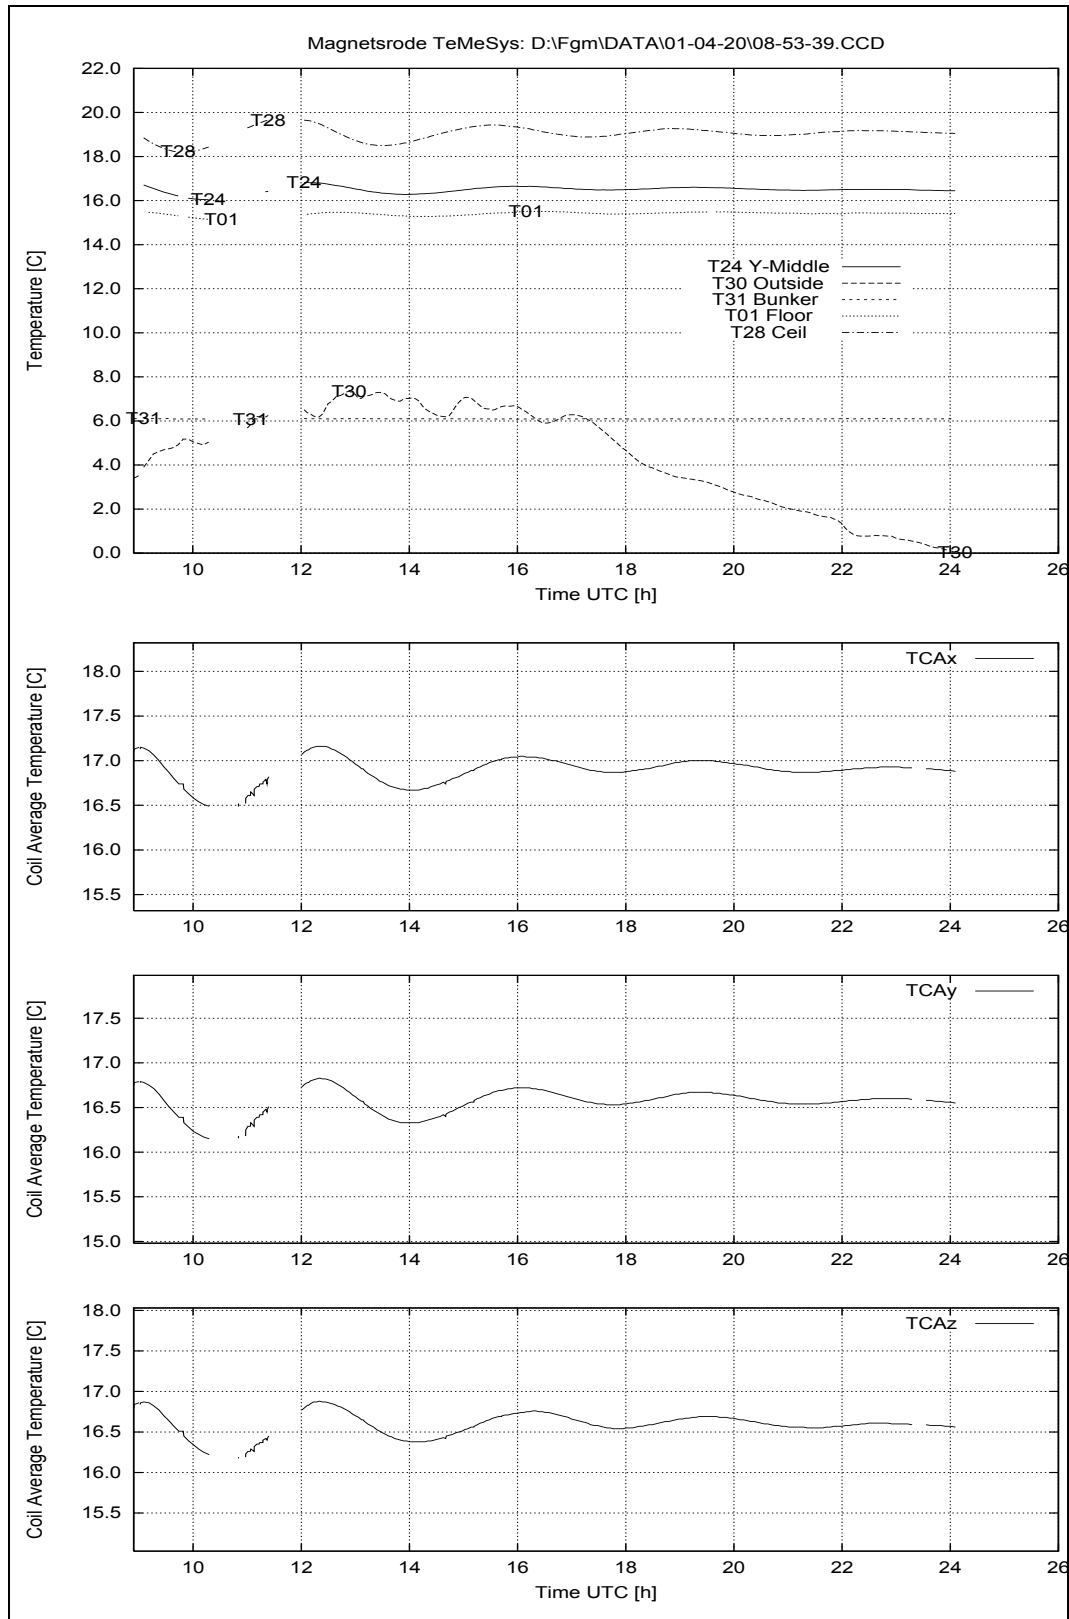 Magnetsrode TeMeSys: D:\Fgm\DATA\01-04-20\08-53-39.CCD
Temperature [C]
22.0
20.0
18.0
16.0
14.0
12.0
10.0
8.0
6.0
4.0
2.0
0.0
T28
T28
T24
T24
T01
T01
T24 Y-Middle
T30 Outside
T31 Bunker
T01 Floor
T28 Ceil
T30
T31
T31
T30
10 12 14 16 18 20 22 24 26
Time UTC [h]
Coil Average Temperature [C]
TCAx
18.0
17.5
17.0
16.5
16.0
15.5
10 12 14 16 18 20 22 24 26
Coil Average Temperature [C]
TCAy
17.5
17.0
16.5
16.0
15.5
15.0
10 12 14 16 18 20 22 24 26
Coil Average Temperature [C]
18.0
TCAz
17.5
17.0
16.5
16.0
15.5
10 12 14 16 18 20 22 24 26
Time UTC [h]